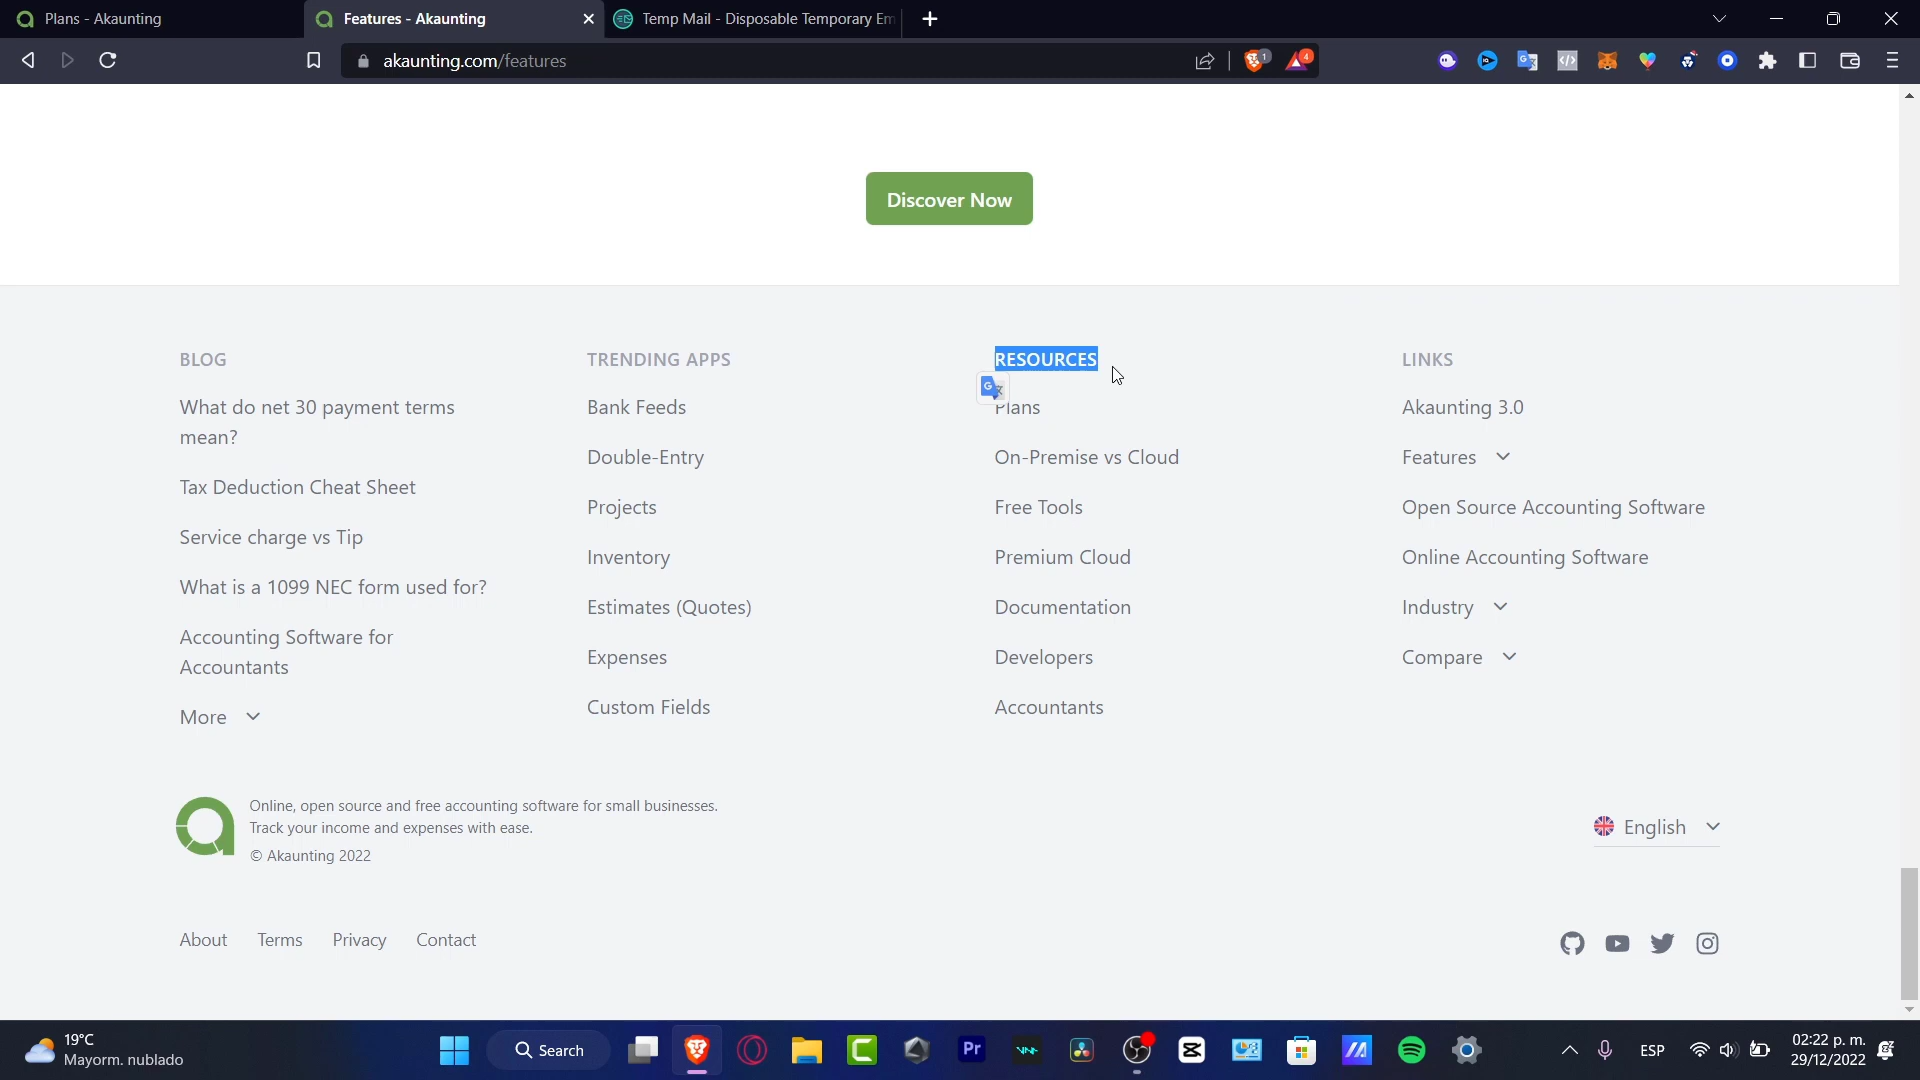 Plans - Akaunting
Features - Akaunting
Temp Mail - Disposable Temporary Em
akaunting.com/features
1
4
Discover Now
BLOG
What do net 30 payment terms
mean?
Tax Deduction Cheat Sheet
Service charge vs Tip
What is a 1099 NEC form used for?
Accounting Software for
Accountants
More
TRENDING APPS
Bank Feeds
Double-Entry
Projects
Inventory
Estimates (Quotes)
Expenses
Custom Fields
RESOURCES
Plans
On-Premise vs Cloud
Free Tools
Premium Cloud
Documentation
Developers
Accountants
LINKS
Akaunting 3.0
Features
Open Source Accounting Software
Online Accounting Software
Industry
Compare
Online, open source and free accounting software for small businesses.
Track your income and expenses with ease.
© Akaunting 2022
English
About
Terms
Privacy
Contact
19°C
Mayorm. nublado
Search
Pr
ESP
02:22 p. m.
29/12/2022